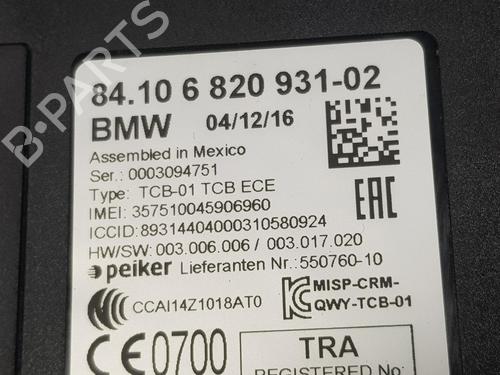 84.10 6 820 931-02
BMW 04/12/16
Assembled in Mexico
Ser.: 0003094751
Type: TCB-01 TCB ECE
IMEI: 357510045906960
ICCID:89314404000310580924
HW/SW: 003.006.006 / 003.017.020
peiker Lieferanten Nr.:550760-10
EAC
CCAI14Z1018AT0
MISP-CRM-
QWY-TCB-01
CE0700
TRA
REGISTERED No:
B-PARTS